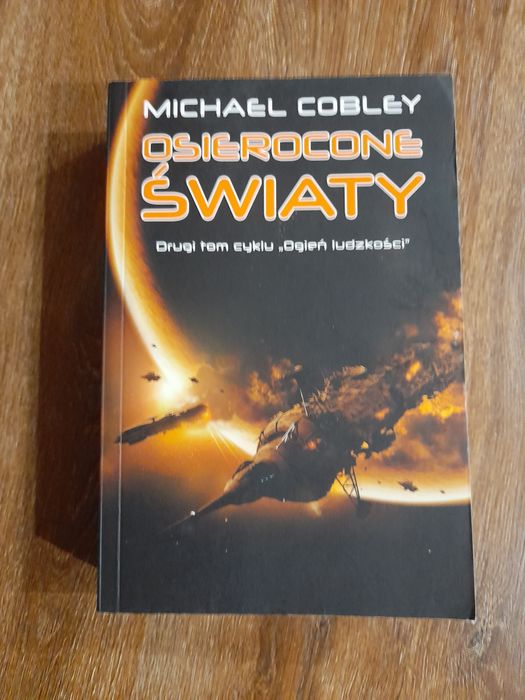 MICHAEL COBLEY
OSIEROCONE
ŚWIATY
Drugi tom cyklu „Ogień ludzkości”